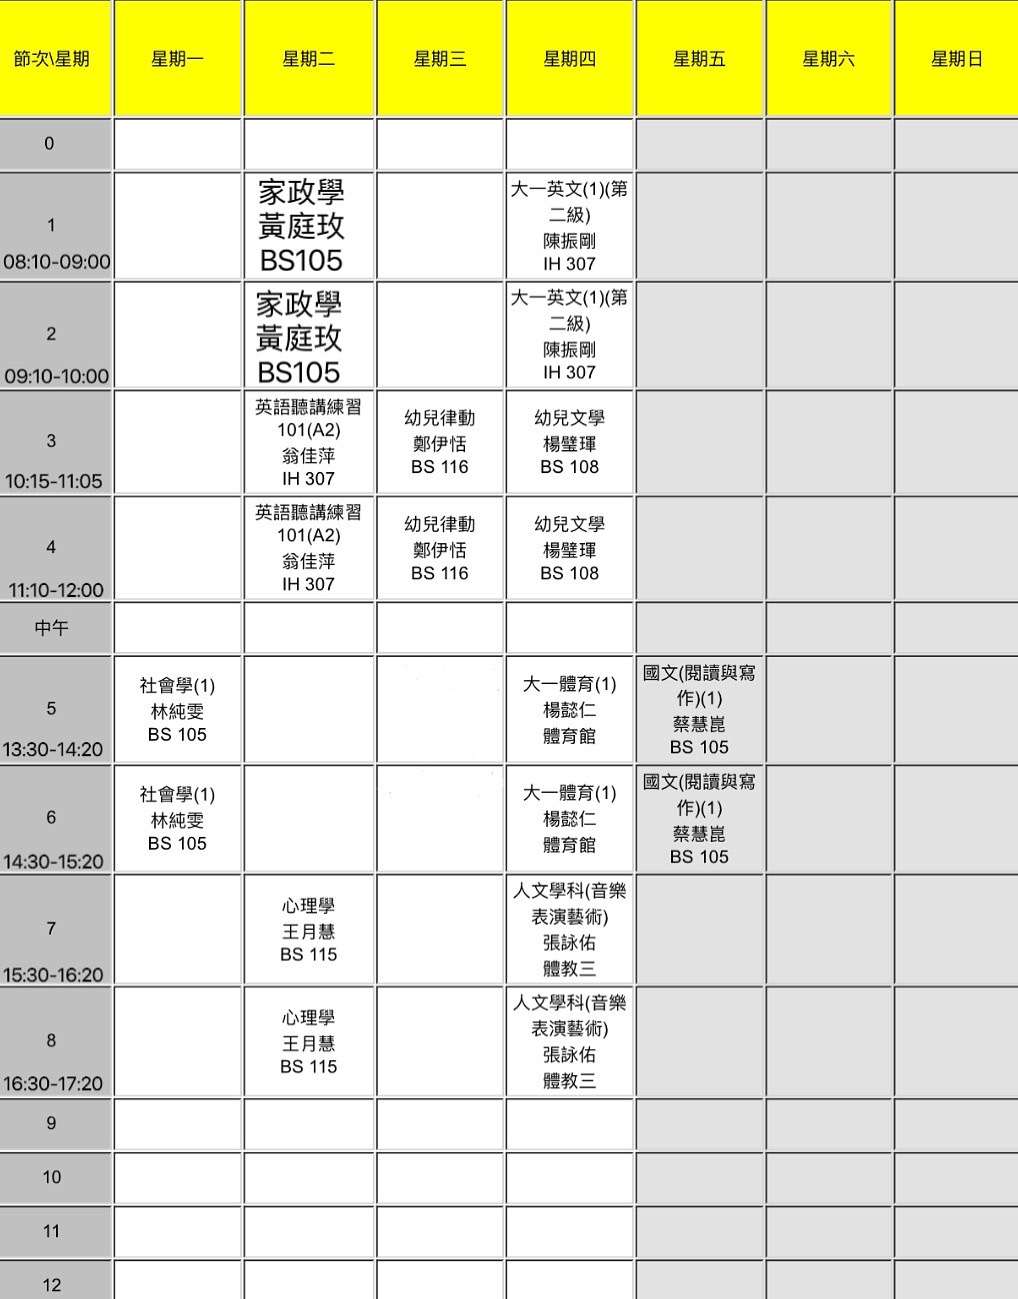 節次\星期 星期一 星期二 星期三 星期四 星期五 星期六 星期日
0
1
08:10-09:00
家政學
黃庭玫
BS105
大一英文(1)(第
二級)
陳振剛
IH 307
2
09:10-10:00
家政學
黃庭玫
BS105
大一英文(1)(第
二級)
陳振剛
IH 307
3
10:15-11:05
英語聽講練習
101(A2)
翁佳萍
IH 307
幼兒律動
鄭伊恬
BS 116
幼兒文學
楊璧琿
BS 108
4
11:10-12:00
英語聽講練習
101(A2)
翁佳萍
IH 307
幼兒律動
鄭伊恬
BS 116
幼兒文學
楊璧琿
BS 108
中午
5
13:30-14:20
社會學(1)
林純雯
BS 105
大一體育(1)
楊懿仁
體育館
國文(閱讀與寫
作)(1)
蔡慧崑
BS 105
6
14:30-15:20
社會學(1)
林純雯
BS 105
大一體育(1)
楊懿仁
體育館
國文(閱讀與寫
作)(1)
蔡慧崑
BS 105
7
15:30-16:20
心理學
王月慧
BS 115
人文學科(音樂
表演藝術)
張詠佑
體教三
8
16:30-17:20
心理學
王月慧
BS 115
人文學科(音樂
表演藝術)
張詠佑
體教三
9
10
11
12